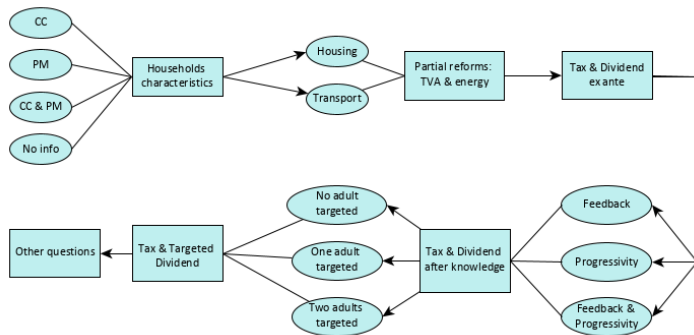 CC
PM
CC & PM
No info
Households
characteristics
Housing
Transport
Partial reforms:
TVA & energy
Tax & Dividend
ex ante
Other questions
Tax & Targeted
Dividend
No adult
targeted
One adult
targeted
Two adults
targeted
Tax & Dividend
after knowledge
Feedback
Progressivity
Feedback &
Progressivity